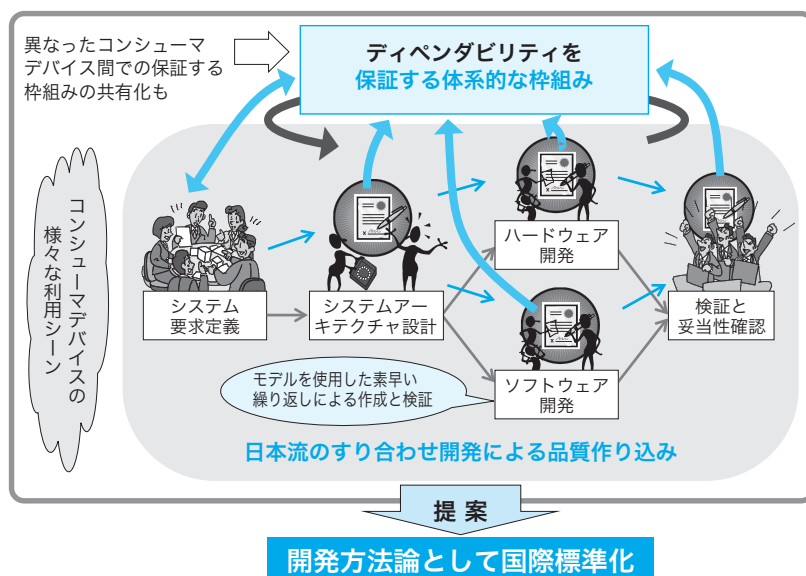 異なったコンシューマ
デバイス間での保証する
枠組みの共有化も
ディペンダビリティを
保証する体系的な枠組み
コンシューマデバイスの
様々な利用シーン
システム
要求定義
システムアー
キテクチャ設計
ハードウェア
開発
ソフトウェア
開発
検証と
妥当性確認
モデルを使用した素早い
繰り返しによる作成と検証
日本流のすり合わせ開発による品質作り込み
提 案
開発方法論として国際標準化